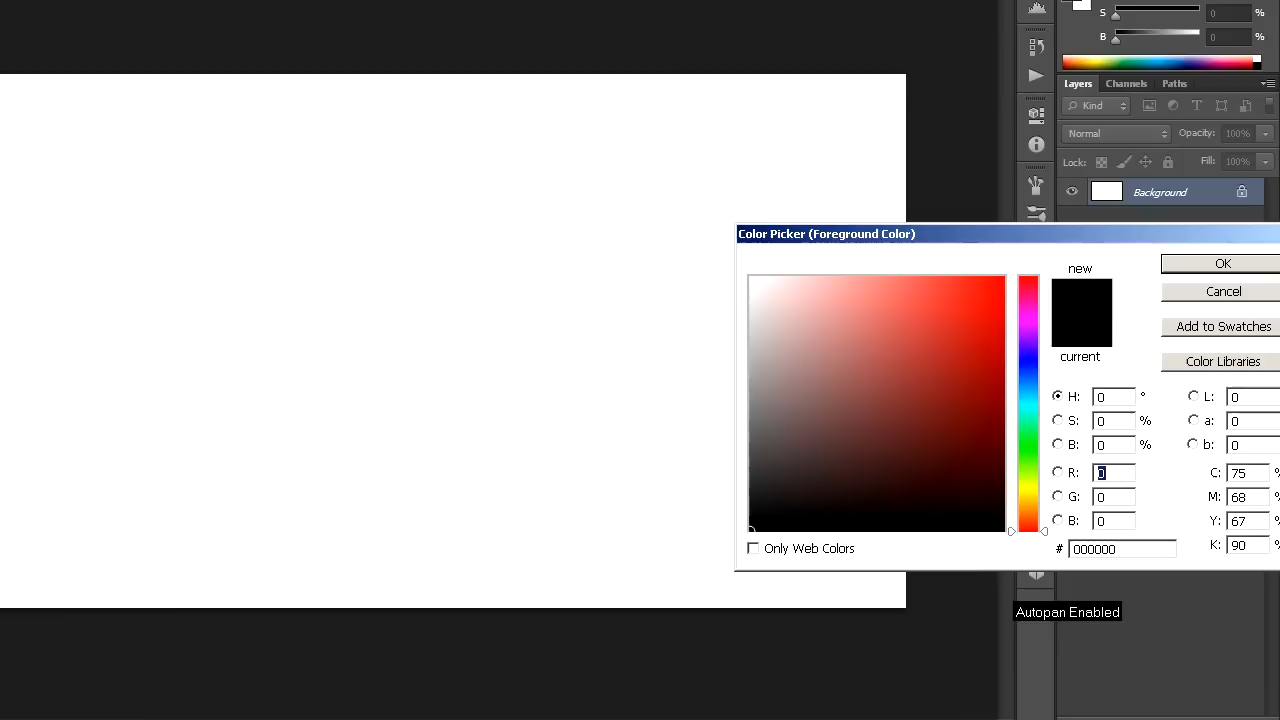 S 0 %
B 0 %
Layers Channels Paths
Kind
Normal Opacity: 100%
Lock: Fill: 100%
Background
Color Picker (Foreground Color)
new
current
OK
Cancel
Add to Swatches
Color Libraries
H: 0 ° L: 0
S: 0 % a: 0
B: 0 % b: 0
R: 0 C: 75 %
G: 0 M: 68 %
B: 0 Y: 67 %
# 000000 K: 90 %
Only Web Colors
Autopan Enabled